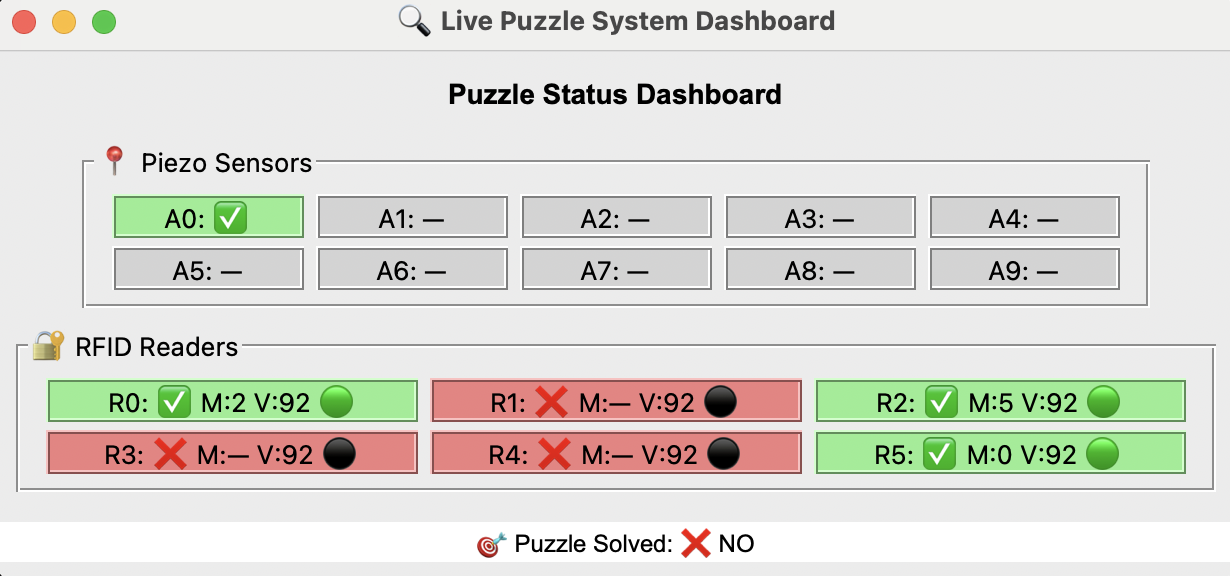 🔍 Live Puzzle System Dashboard
Puzzle Status Dashboard
📍 Piezo Sensors
A0: ✅ A1: — A2: — A3: — A4: —
A5: — A6: — A7: — A8: — A9: —
🔐 RFID Readers
R0: ✅ M:2 V:92 🟢 R1: ❌ M:— V:92 ⚫ R2: ✅ M:5 V:92 🟢
R3: ❌ M:— V:92 ⚫ R4: ❌ M:— V:92 ⚫ R5: ✅ M:0 V:92 🟢
🎯 Puzzle Solved: ❌ NO